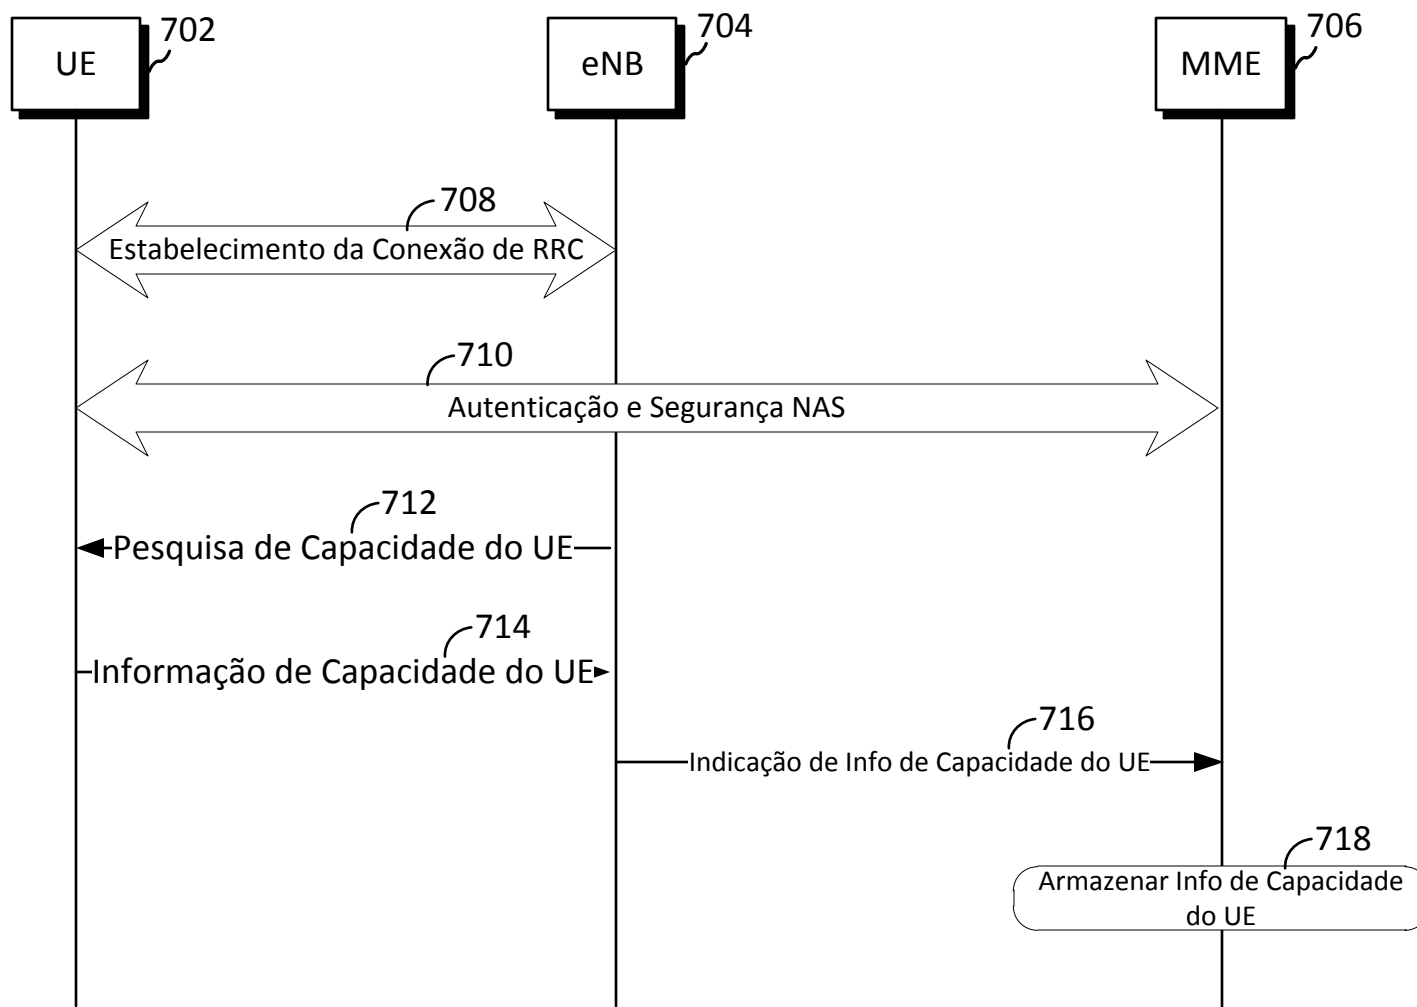 UE
702
eNB
704
MME
706
708
Estabelecimento da Conexão de RRC
710
Autenticação e Segurança NAS
712
Pesquisa de Capacidade do UE
714
Informação de Capacidade do UE
716
Indicação de Info de Capacidade do UE
718
Armazenar Info de Capacidade
do UE